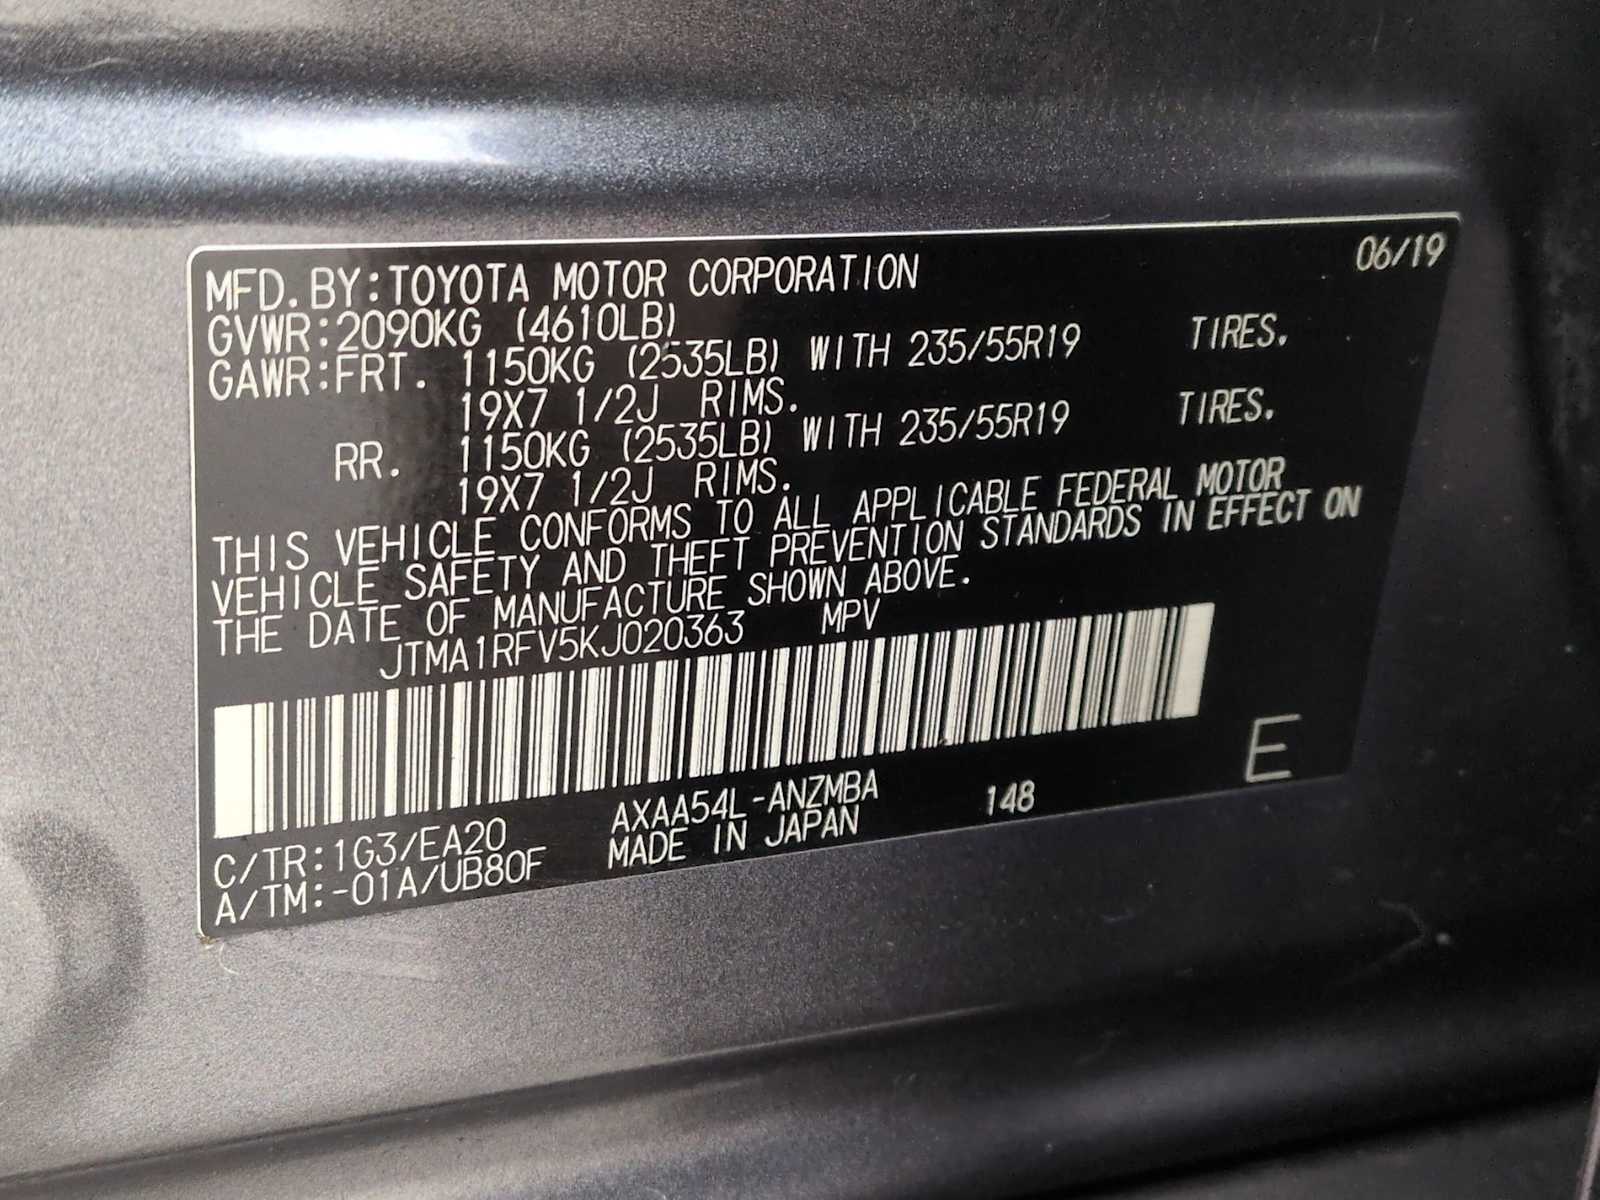 06/19
MFD. BY:TOYOTA MOTOR CORPORATION
GVWR:2090KG (4610LB)
GAWR:FRT. 1150KG (2535LB) WITH 235/55R19 TIRES.
19X7 1/2J RIMS.
RR. 1150KG (2535LB) WITH 235/55R19 TIRES.
19X7 1/2J RIMS.
THIS VEHICLE CONFORMS TO ALL APPLICABLE FEDERAL MOTOR
VEHICLE SAFETY AND THEFT PREVENTION STANDARDS IN EFFECT ON
THE DATE OF MANUFACTURE SHOWN ABOVE.
JTMA1RFV5KJ020363 MPV
E
C/TR:1G3/EA20 AXAA54L-ANZMBA 148
A/TM:-01A/UB80F MADE IN JAPAN